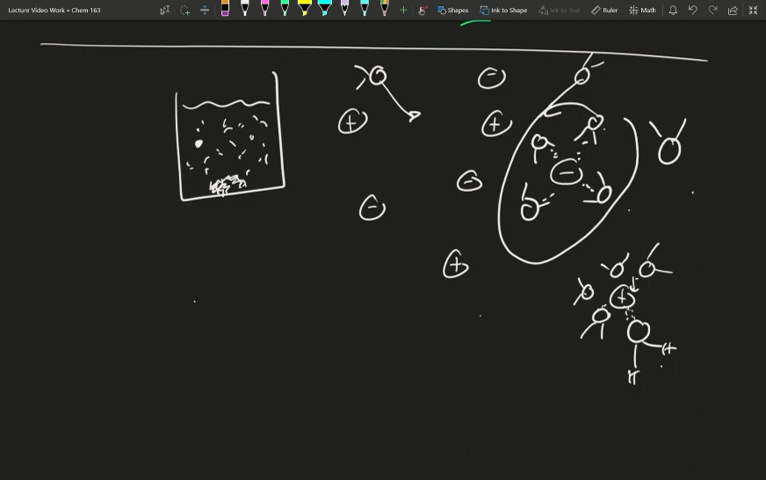 Lecture Video Work » Chem 163
Shapes
Ink to Shape
Ink to Text
Ruler
Math
+
−
+
−
−
−
+
+
H
H